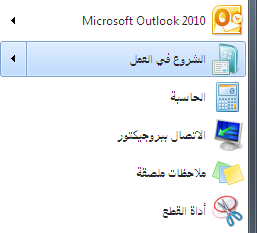 Microsoft Outlook 2010
الشروع في العمل
الحاسبة
الاتصال ببروجيكتور
ملاحظات ملصقة
أداة القطع